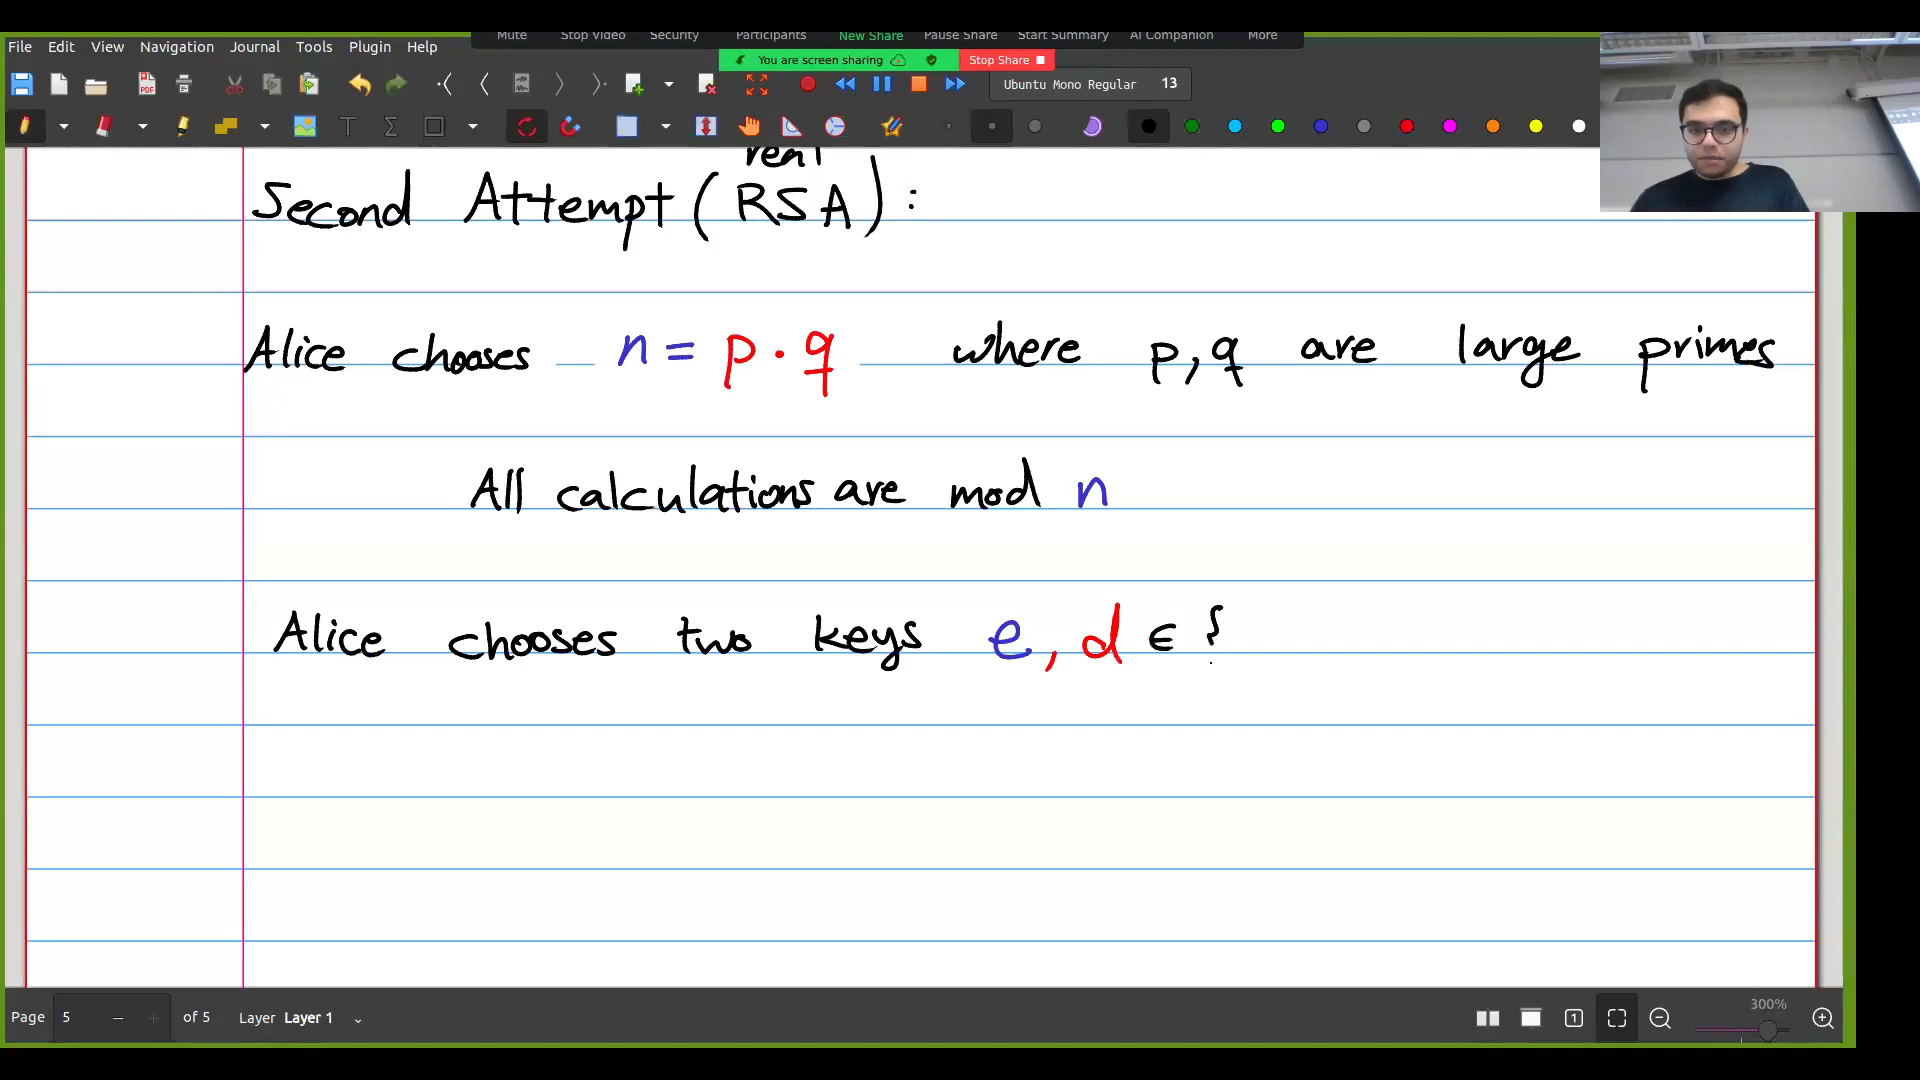 Mute Stop Video Security Participants New Share Pause Share Start Summary AI Companion More
File Edit View Navigation Journal Tools Plugin Help
You are screen sharing Stop Share
Ubuntu Mono Regular 13
real
Second Attempt (RSA):
Alice chooses n = p · q where p, q are large primes
All calculations are mod n
Alice chooses two keys e, d ∈ {
Page 5 of 5 Layer Layer 1 300%